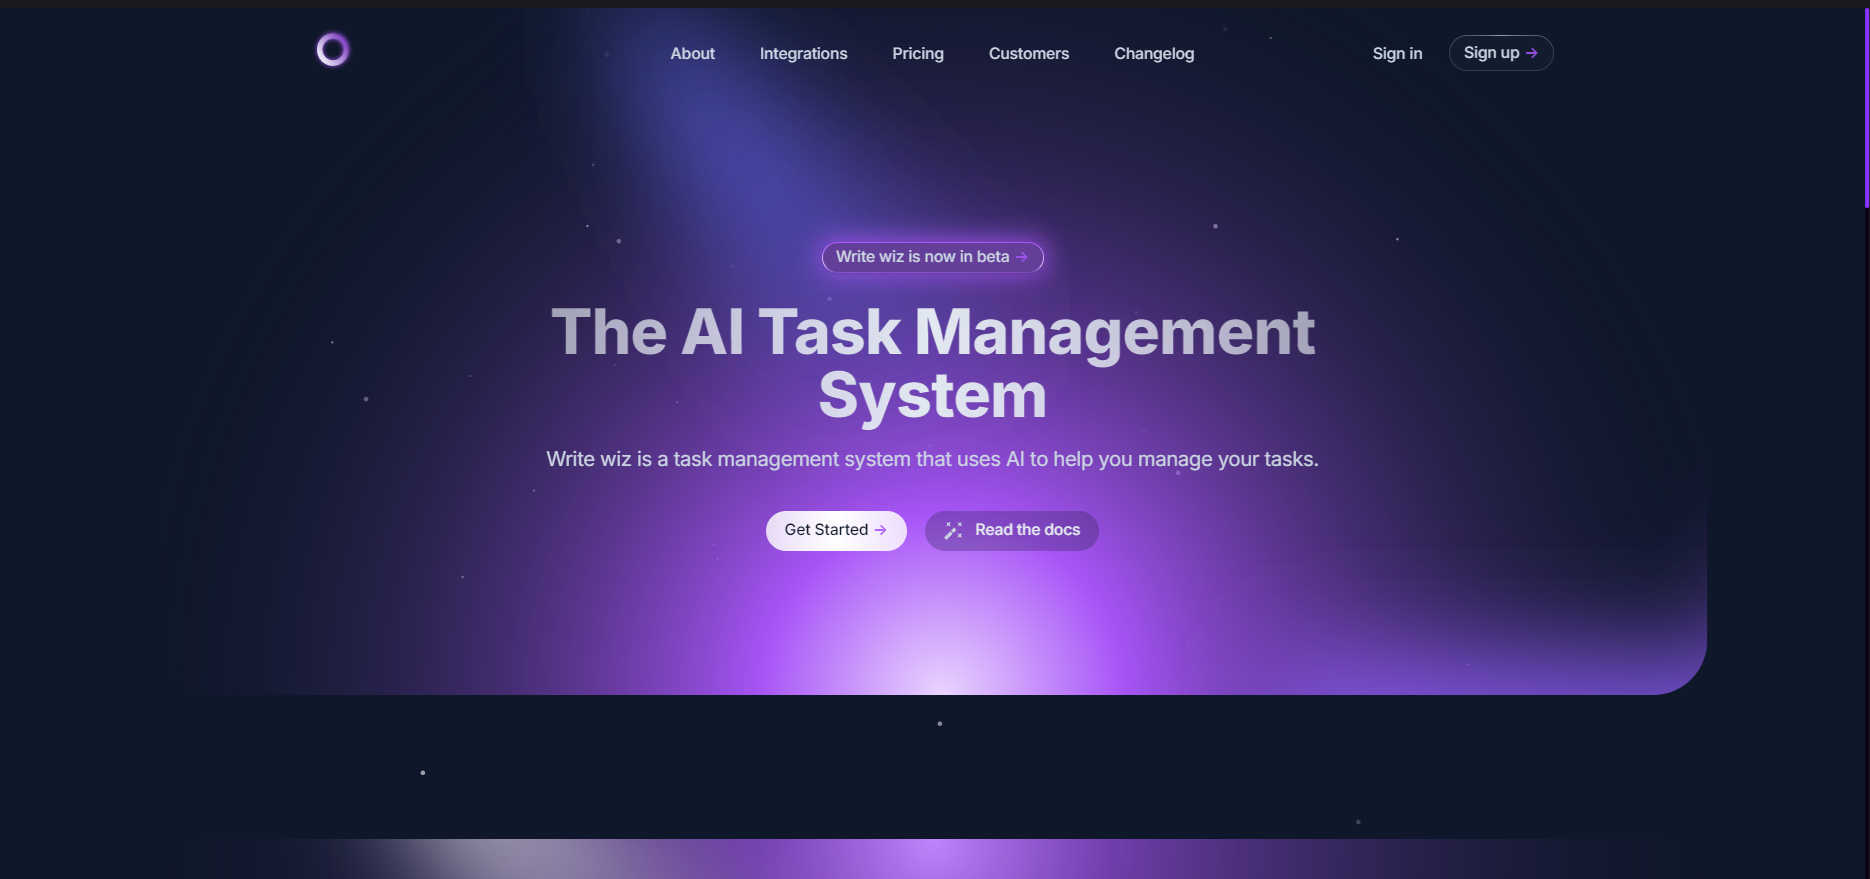 About Integrations Pricing Customers Changelog Sign in Sign up →
Write wiz is now in beta →
The AI Task Management
System
Write wiz is a task management system that uses AI to help you manage your tasks.
Get Started → Read the docs